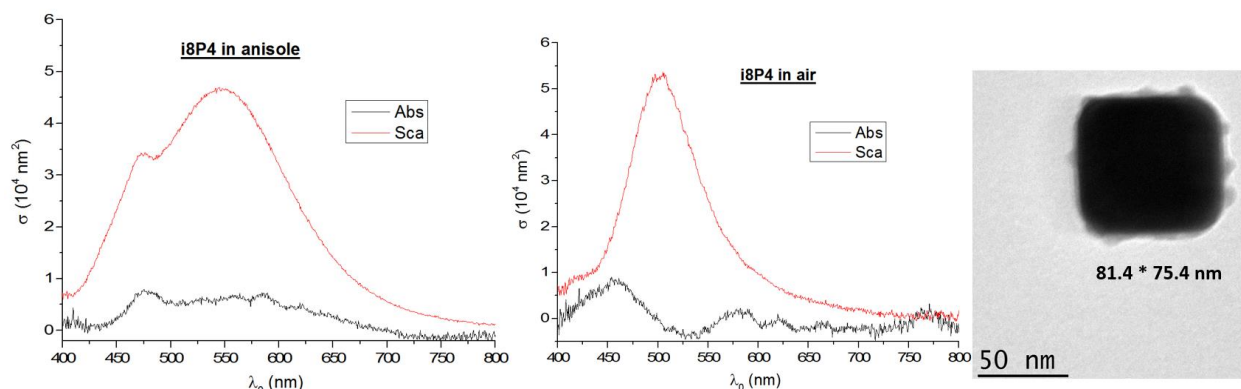 i8P4 in anisole
Abs
Sca
σ (10⁴ nm²)
6
5
4
3
2
1
0
400 450 500 550 600 650 700 750 800
λ₀ (nm)
i8P4 in air
Abs
Sca
σ (10⁴ nm²)
6
5
4
3
2
1
0
400 450 500 550 600 650 700 750 800
(nm)
81.4 * 75.4 nm
50 nm